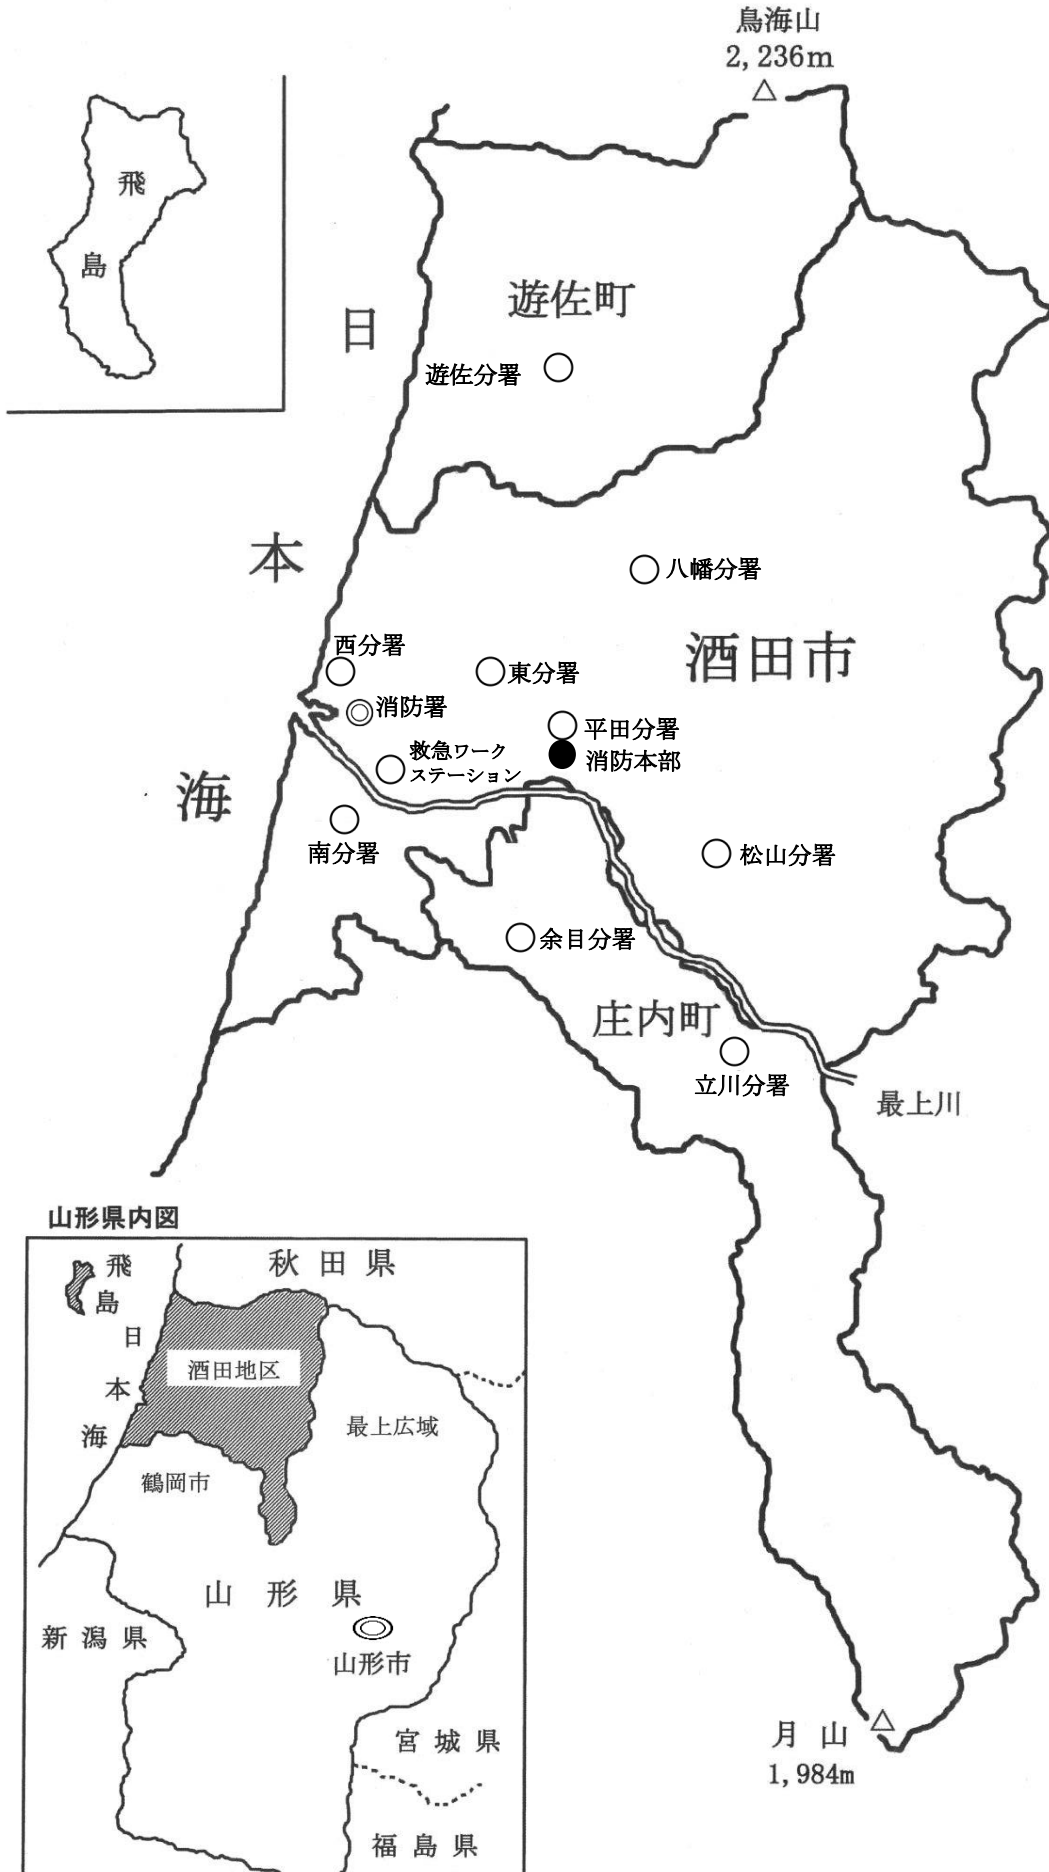 鳥海山
2,236m
飛
島
日
本
海
遊佐町
遊佐分署
八幡分署
酒田市
西分署
東分署
消防署
平田分署
消防本部
救急ワーク
ステーション
南分署
松山分署
余目分署
庄内町
立川分署
最上川
月山
1,984m
山形県内図
飛
島
秋田県
日
本
海
酒田地区
最上広域
鶴岡市
山形県
山形市
新潟県
宮城県
福島県